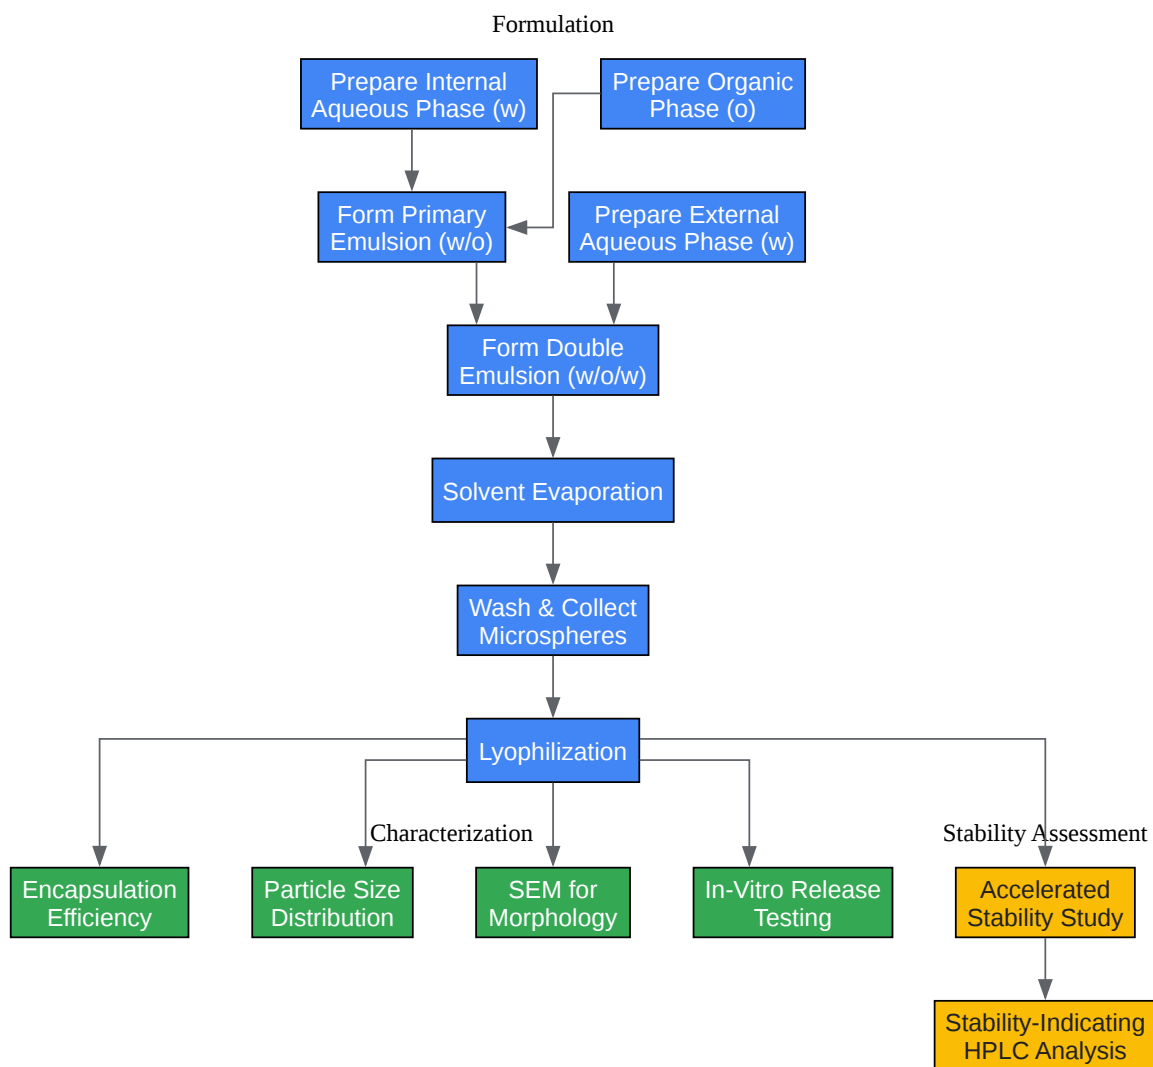 Formulation
Prepare Internal
Aqueous Phase (w)
Prepare Organic
Phase (o)
Form Primary
Emulsion (w/o)
Prepare External
Aqueous Phase (w)
Form Double
Emulsion (w/o/w)
Solvent Evaporation
Wash & Collect
Microspheres
Lyophilization
Characterization
Stability Assessment
Encapsulation
Efficiency
Particle Size
Distribution
SEM for
Morphology
In-Vitro Release
Testing
Accelerated
Stability Study
Stability-Indicating
HPLC Analysis